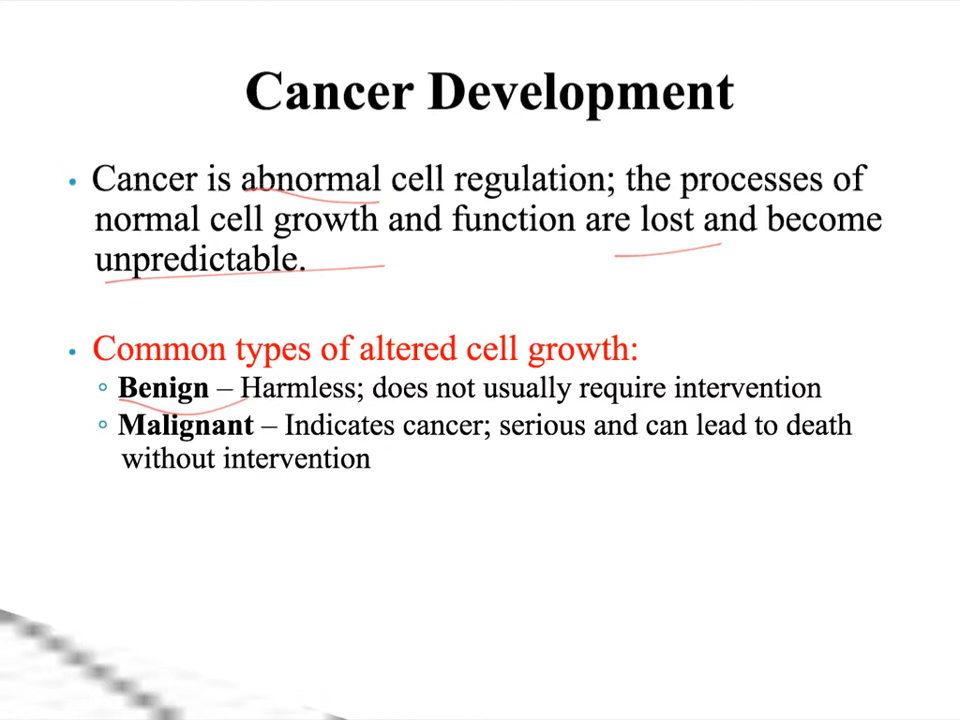 Cancer Development
• Cancer is abnormal cell regulation; the processes of
normal cell growth and function are lost and become
unpredictable.
• Common types of altered cell growth:
◦ Benign – Harmless; does not usually require intervention
◦ Malignant – Indicates cancer; serious and can lead to death
without intervention